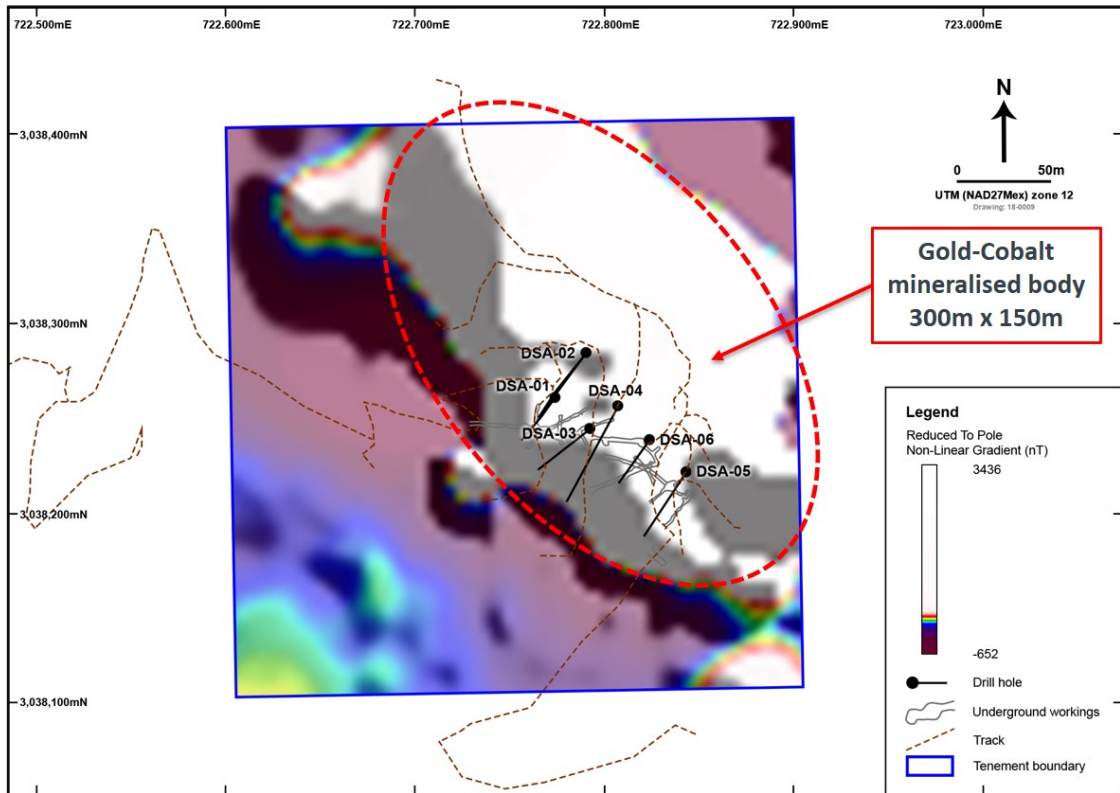 722.500mE
722.600mE
722.700mE
722.800mE
722.900mE
723.000mE
3,038,400mN
3,038,300mN
3,038,200mN
3,038,100mN
N
0 50m
UTM (NAD27Mex) zone 12
Drawing: 18-0009
Gold-Cobalt
mineralised body
300m x 150m
DSA-02
DSA-01
DSA-04
DSA-03
DSA-06
DSA-05
Legend
Reduced To Pole
Non-Linear Gradient (nT)
3436
-652
Drill hole
Underground workings
Track
Tenement boundary